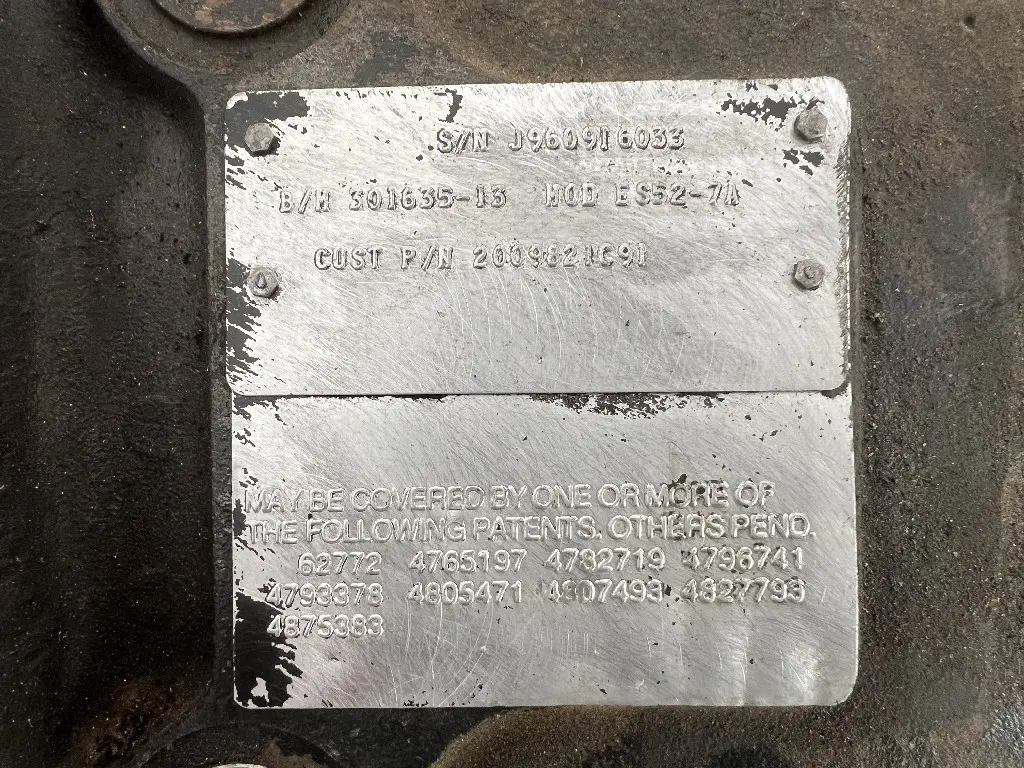 S/N J960916033
B/M 301635-13 MOD ES52-7A
CUST P/N 2009821C91
MAY BE COVERED BY ONE OR MORE OF
THE FOLLOWING PATENTS. OTHERS PEND.
62772 4765197 4782719 4798741
4793378 4805471 4807493 4827793
4875383